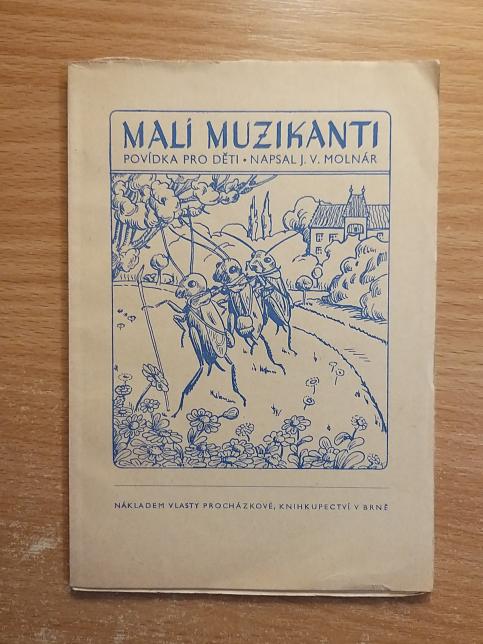 MALÍ MUZIKANTI
POVÍDKA PRO DĚTI • NAPSAL J. V. MOLNÁR
NÁKLADEM VLASTY PROCHÁZKOVÉ, KNIHKUPECTVÍ V BRNĚ